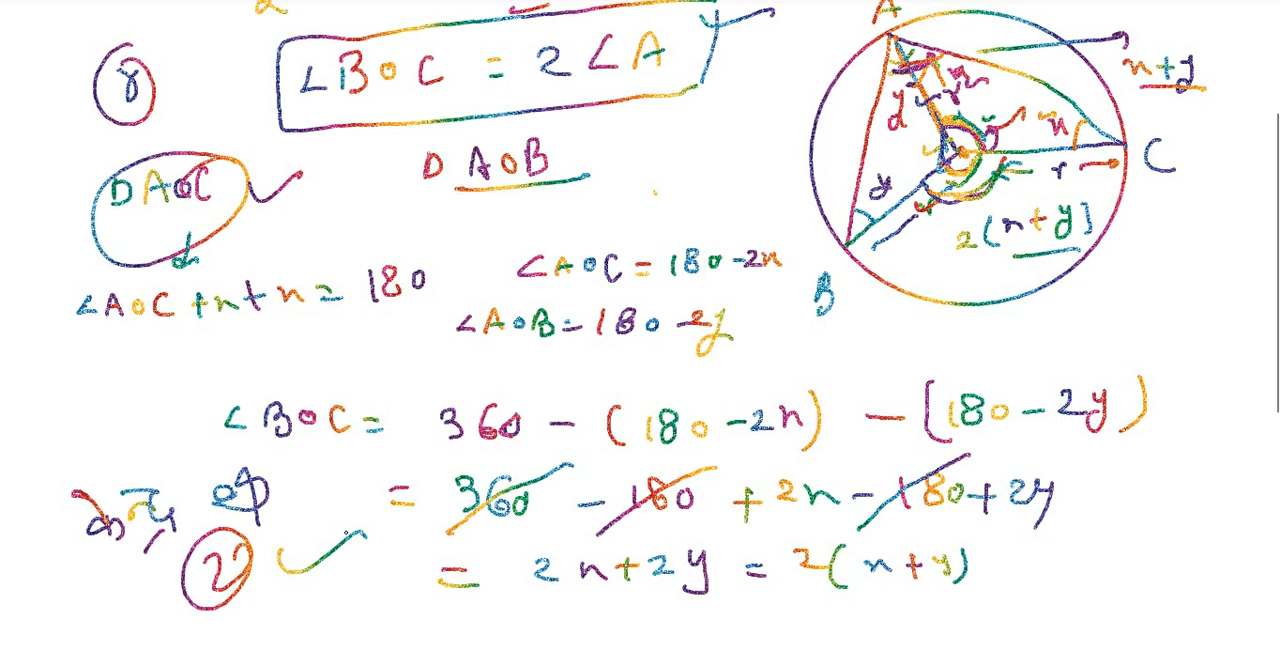 8
∠BOC = 2∠A
A
x+y
y
x
r
C
r
y
2(x+y)
B
△AOC
△AOB
∠AOC + x + x = 180
∠AOC = 180 - 2x
∠AOB = 180 - 2y
∠BOC = 360 - (180 - 2x) - (180 - 2y)
= 360 - 180 + 2x - 180 + 2y
= 2x + 2y = 2(x + y)